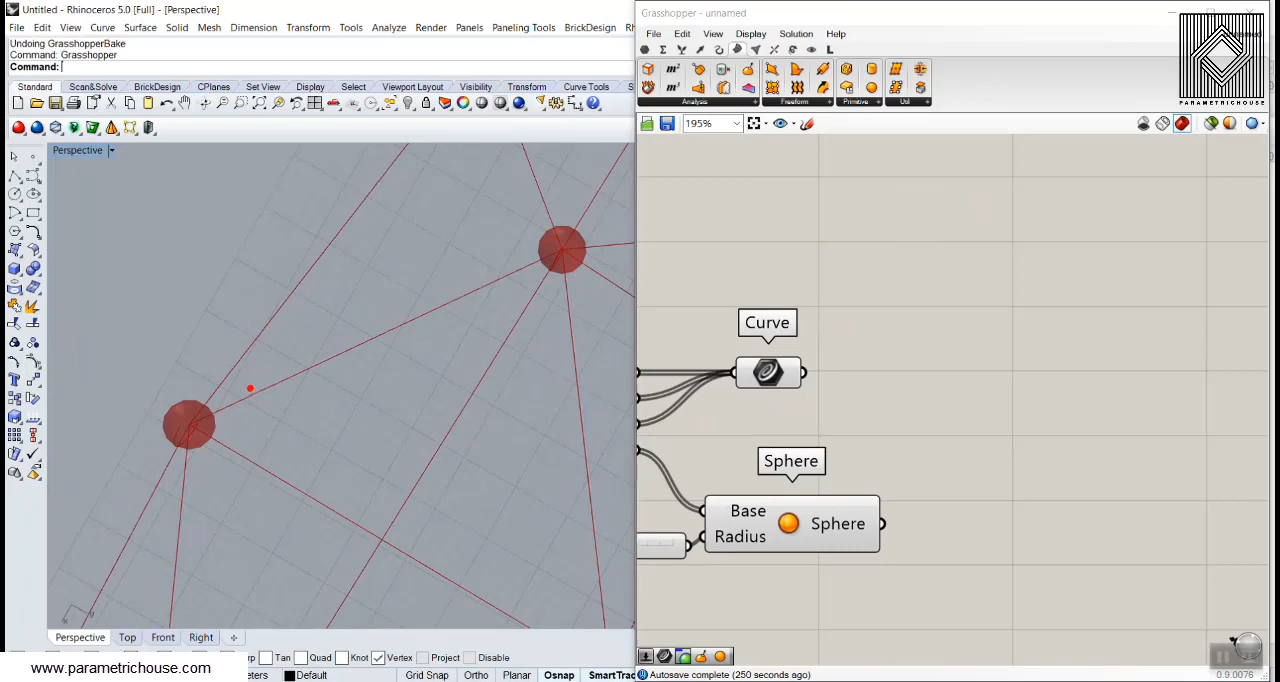 Untitled - Rhinoceros 5.0 [Full] - [Perspective]
File Edit View Curve Surface Solid Mesh Dimension Transform Tools Analyze Render Panels Paneling Tools BrickDesign
Undoing GrasshopperBake
Command: Grasshopper
Command:
Standard Scan&Solve BrickDesign CPlanes Set View Display Select Viewport Layout Visibility Transform Curve Tools
Perspective
Perspective Top Front Right
Tan Quad Knot Vertex Project Disable
Default Grid Snap Ortho Planar Osnap SmartTrac
www.parametrichouse.com
Grasshopper - unnamed
File Edit View Display Solution Help
Analysis Freeform Primitive Util
195%
PARAMETRICHOUSE
Curve
Sphere
Base
Radius
Sphere
Autosave complete (250 seconds ago)
0.9.0076